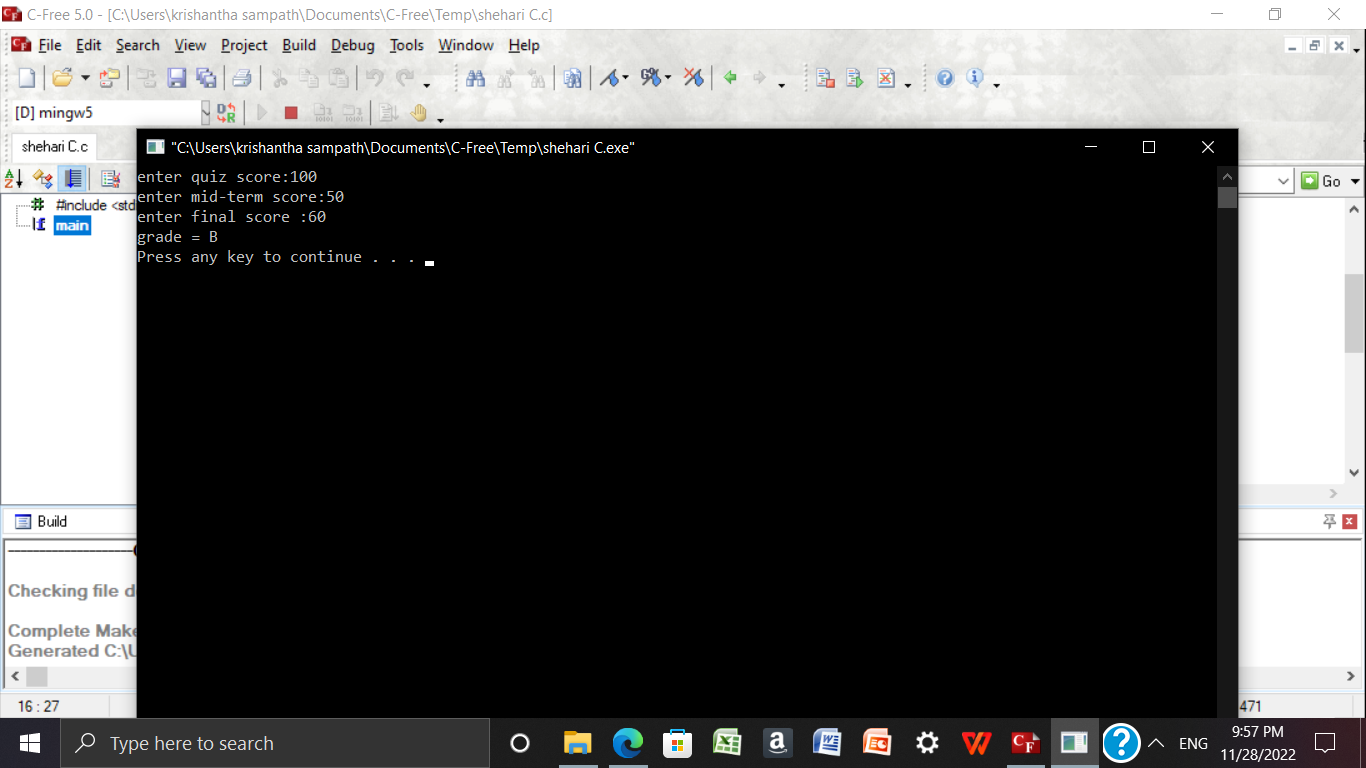 C-Free 5.0 - [C:\Users\krishantha sampath\Documents\C-Free\Temp\shehari C.c]
File Edit Search View Project Build Debug Tools Window Help
[D] mingw5
shehari C.c
"C:\Users\krishantha sampath\Documents\C-Free\Temp\shehari C.exe"
enter quiz score:100
enter mid-term score:50
enter final score :60
grade = B
Press any key to continue . . .
Go
#include <std
main
Build
Checking file d
Complete Make
Generated C:\U
16 : 27
471
Type here to search
ENG
9:57 PM
11/28/2022